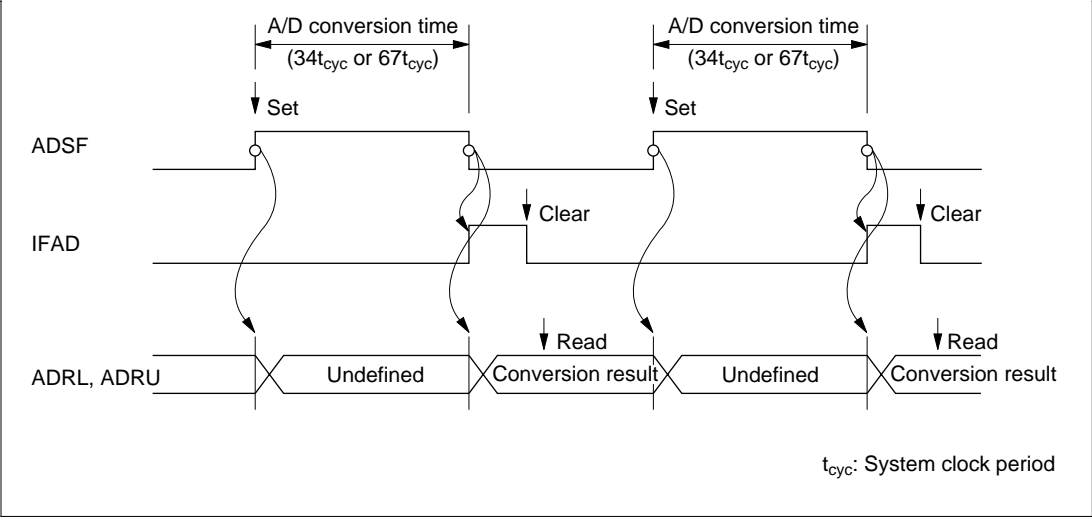 A/D conversion time A/D conversion time
(34tcyc or 67tcyc) (34tcyc or 67tcyc)
Set Set
ADSF
Clear Clear
IFAD
Read Read
ADRL, ADRU Undefined Conversion result Undefined Conversion result
tcyc: System clock period